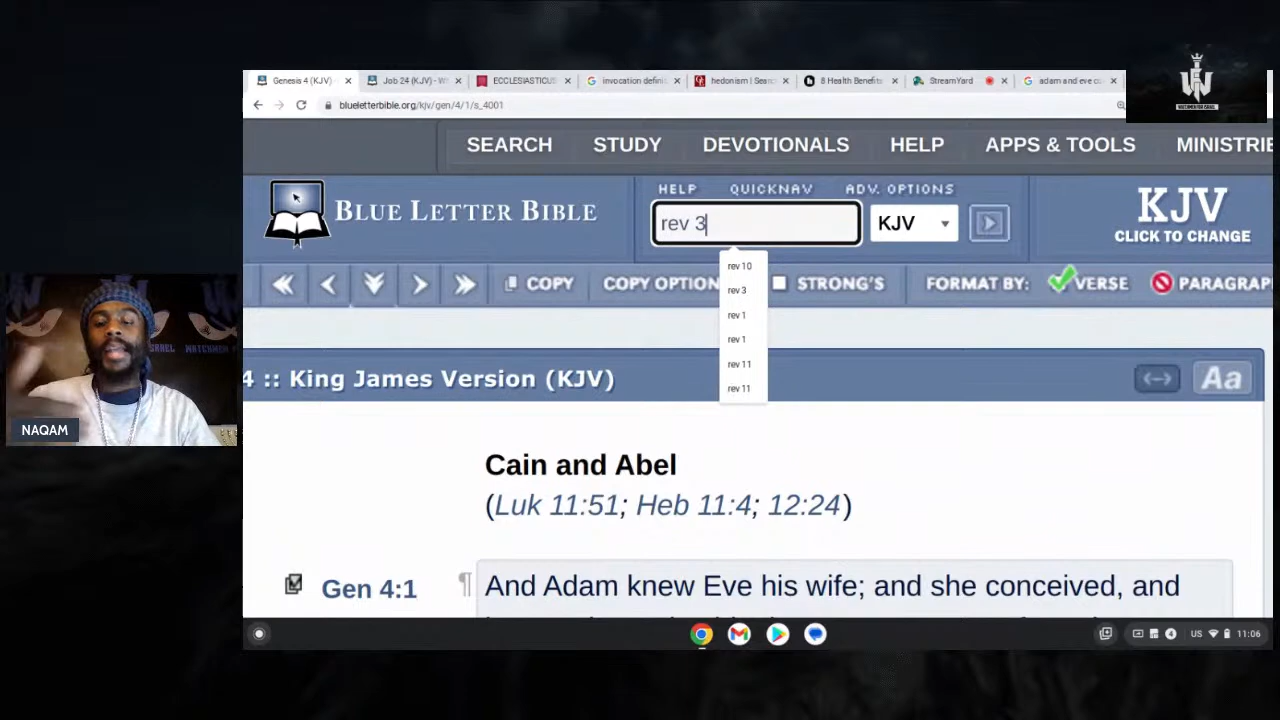 Genesis 4 (KJV)
Job 24 (KJV) - W
ECCLESIASTICUS
invocation defini
hedonism | Sear
8 Health Benefits
StreamYard
adam and eve c
blueletterbible.org/kjv/gen/4/1/s_4001
WATCHMEN FOR ISRAEL
SEARCH STUDY DEVOTIONALS HELP APPS & TOOLS MINISTRIE
HELP QUICKNAV ADV. OPTIONS
BLUE LETTER BIBLE
rev 3
KJV
KJV
CLICK TO CHANGE
rev 10
rev 3
rev 1
rev 1
rev 11
rev 11
COPY COPY OPTION STRONG'S FORMAT BY: VERSE PARAGRAP
4 :: King James Version (KJV)
Aa
Cain and Abel
(Luk 11:51; Heb 11:4; 12:24)
Gen 4:1 ¶ And Adam knew Eve his wife; and she conceived, and
NAQAM
US 11:06